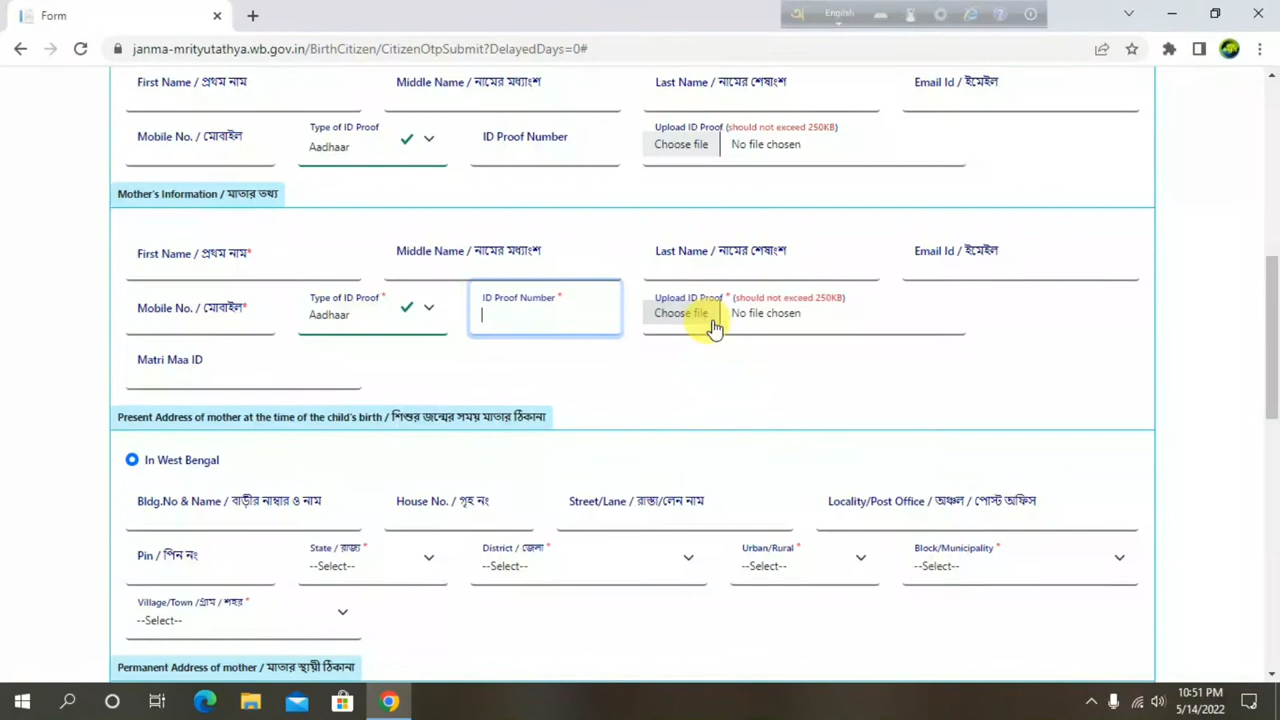 Form
English
janma-mrityutathya.wb.gov.in/BirthCitizen/CitizenOtpSubmit?DelayedDays=0#
First Name / প্রথম নাম
Middle Name / নামের মধ্যাংশ
Last Name / নামের শেষাংশ
Email Id / ইমেইল
Mobile No. / মোবাইল
Type of ID Proof
Aadhaar
ID Proof Number
Upload ID Proof (should not exceed 250KB)
Choose file
No file chosen
Mother's Information / মাতার তথ্য
First Name / প্রথম নাম*
Middle Name / নামের মধ্যাংশ
Last Name / নামের শেষাংশ
Email Id / ইমেইল
Mobile No. / মোবাইল*
Type of ID Proof *
Aadhaar
ID Proof Number *
Upload ID Proof * (should not exceed 250KB)
Choose file
No file chosen
Matri Maa ID
Present Address of mother at the time of the child's birth / শিশুর জন্মের সময় মাতার ঠিকানা
In West Bengal
Bldg.No & Name / বাড়ীর নাম্বার ও নাম
House No. / গৃহ নং
Street/Lane / রাস্তা/লেন নাম
Locality/Post Office / অঞ্চল / পোস্ট অফিস
Pin / পিন নং
State / রাজ্য *
--Select--
District / জেলা *
--Select--
Urban/Rural *
--Select--
Block/Municipality *
--Select--
Village/Town /গ্রাম / শহর *
--Select--
Permanent Address of mother / মাতার স্থায়ী ঠিকানা
10:51 PM
5/14/2022